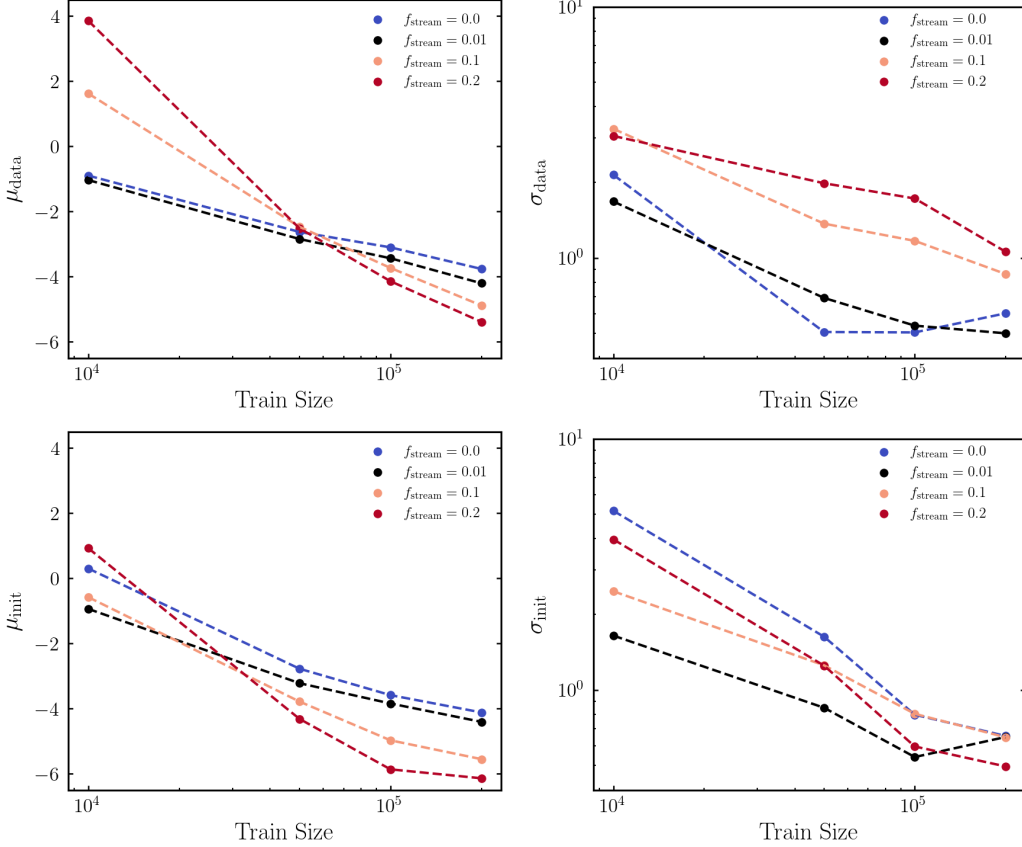 4
2
0
−2
−4
−6
μ_data
10^4
10^5
Train Size
f_stream = 0.0
f_stream = 0.01
f_stream = 0.1
f_stream = 0.2
10^1
10^0
σ_data
10^4
10^5
Train Size
f_stream = 0.0
f_stream = 0.01
f_stream = 0.1
f_stream = 0.2
4
2
0
−2
−4
−6
μ_init
10^4
10^5
Train Size
f_stream = 0.0
f_stream = 0.01
f_stream = 0.1
f_stream = 0.2
10^1
10^0
σ_init
10^4
10^5
Train Size
f_stream = 0.0
f_stream = 0.01
f_stream = 0.1
f_stream = 0.2